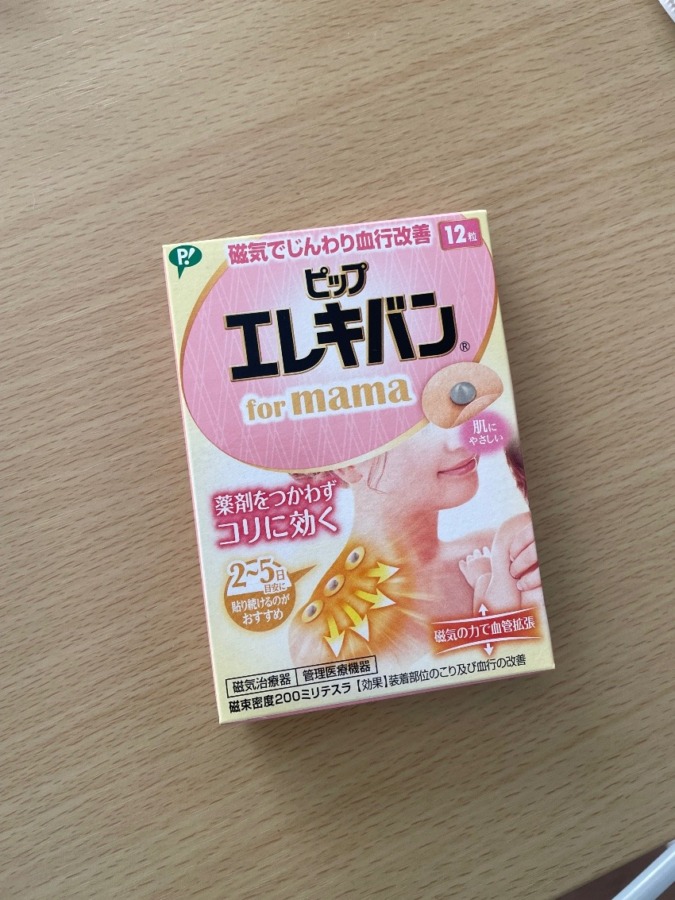 P!
磁気でじんわり血行改善
12粒
ピップ
エレキバン®
for mama
肌に
やさしい
薬剤をつかわず
コリに効く
2~5日
目安に
貼り続けるのが
おすすめ
磁気の力で血管拡張
磁気治療器 管理医療機器
磁束密度200ミリテスラ【効果】装着部位のこり及び血行の改善